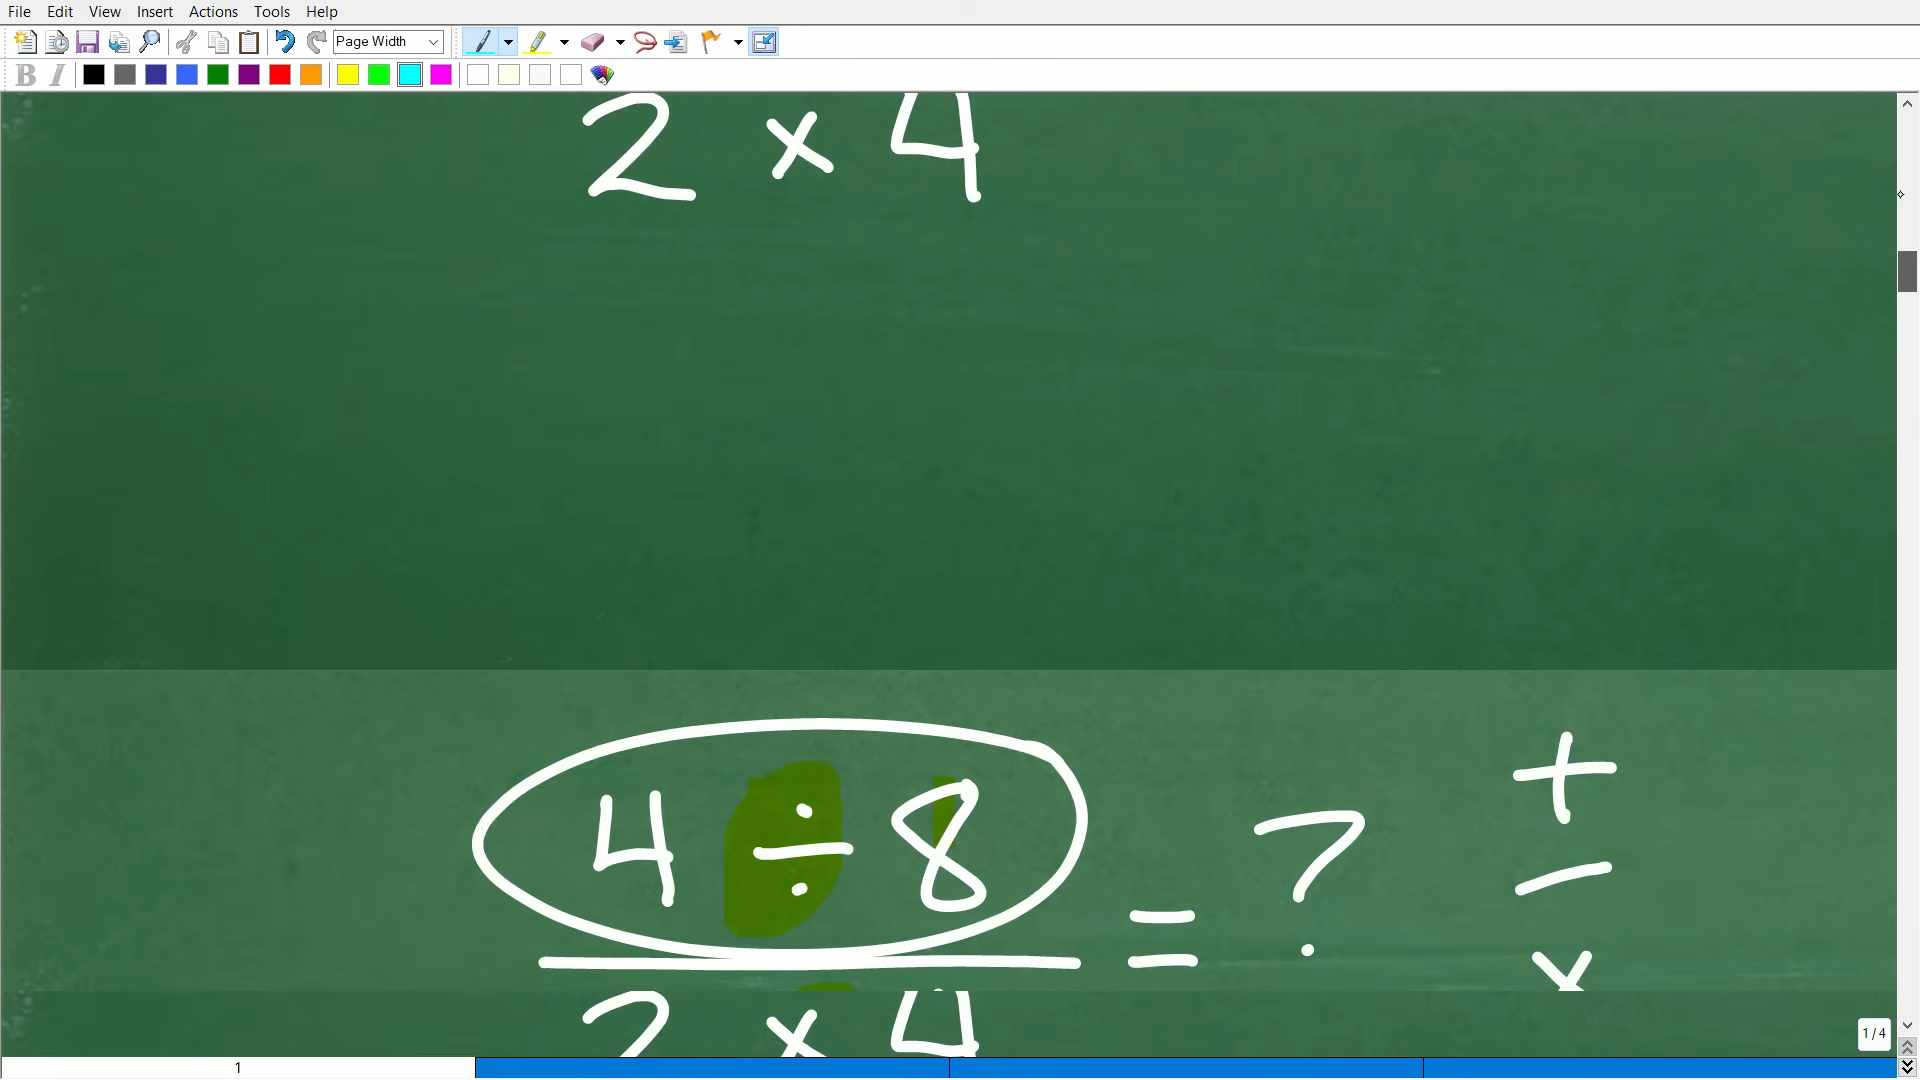 File Edit View Insert Actions Tools Help
Page Width
B I
2 × 4
4 ÷ 8 = ?
+
−
×
2 × 4
1 / 4
1